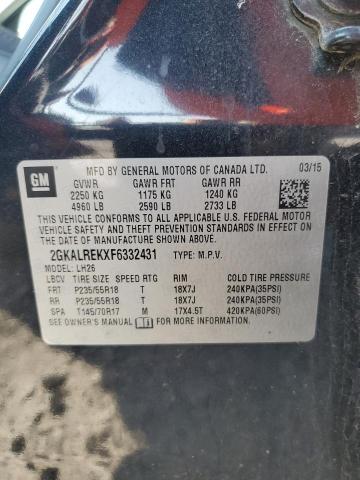 GM
MFD BY GENERAL MOTORS OF CANADA LTD. 03/15
GVWR GAWR FRT GAWR RR
2250 KG 1175 KG 1240 KG
4960 LB 2590 LB 2733 LB
THIS VEHICLE CONFORMS TO ALL APPLICABLE U.S. FEDERAL MOTOR
VEHICLE SAFETY AND THEFT PREVENTION STANDARDS IN EFFECT
ON THE DATE OF MANUFACTURE SHOWN ABOVE.
2GKALREKXF6332431 TYPE: M.P.V.
MODEL: LH26
LBCV TIRE SIZE SPEED RTG RIM COLD TIRE PRESSURE
FRT P235/55R18 T 18X7J 240KPA(35PSI)
RR P235/55R18 T 18X7J 240KPA(35PSI)
SPA T145/70R17 M 17X4.5T 420KPA(60PSI)
SEE OWNER'S MANUAL FOR MORE INFORMATION.